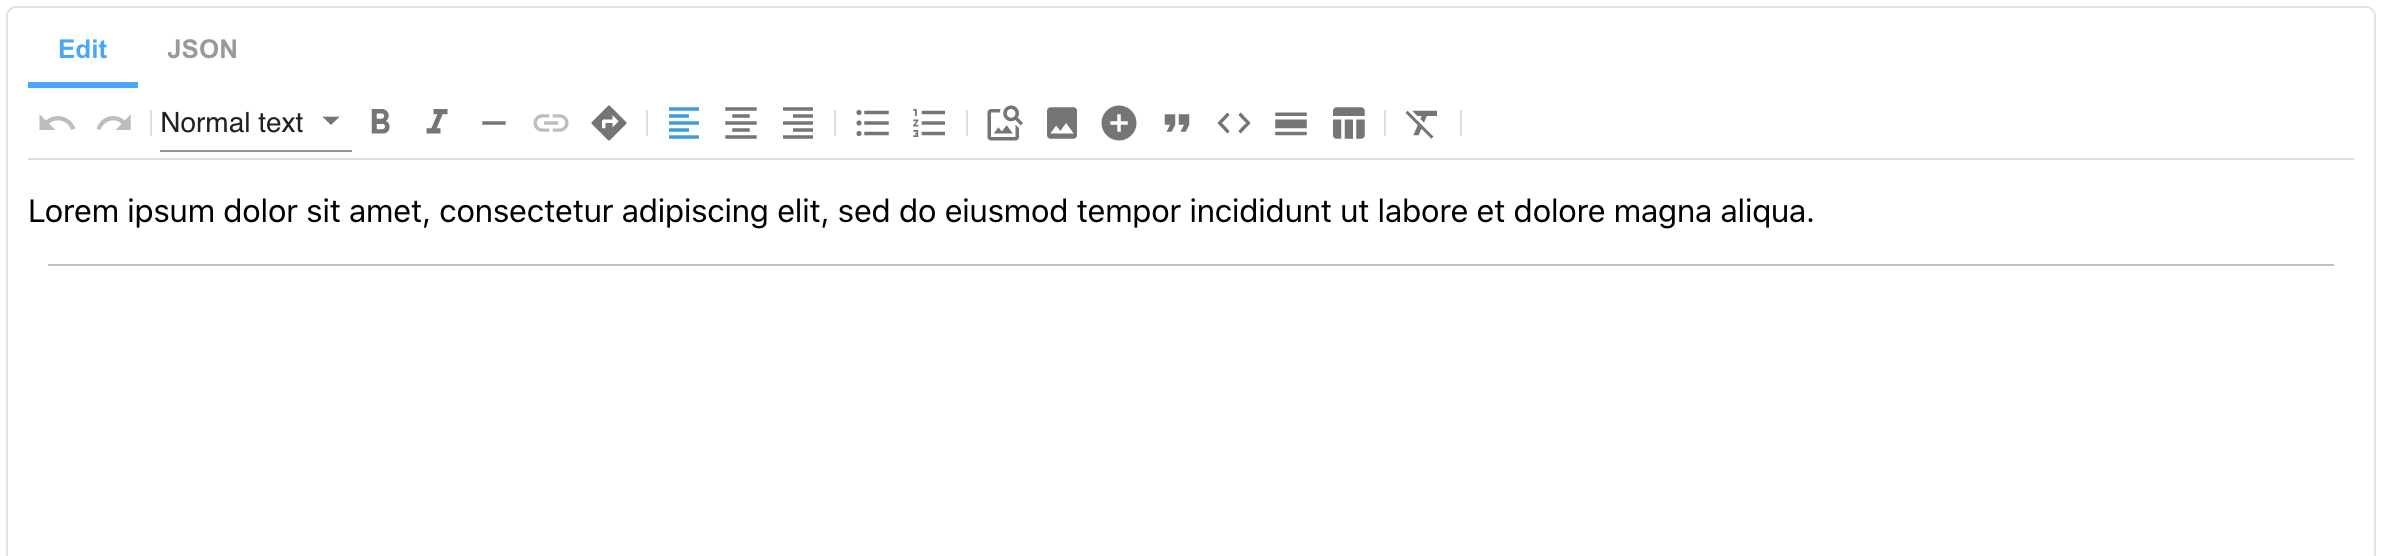 Edit JSON
Normal text
Lorem ipsum dolor sit amet, consectetur adipiscing elit, sed do eiusmod tempor incididunt ut labore et dolore magna aliqua.